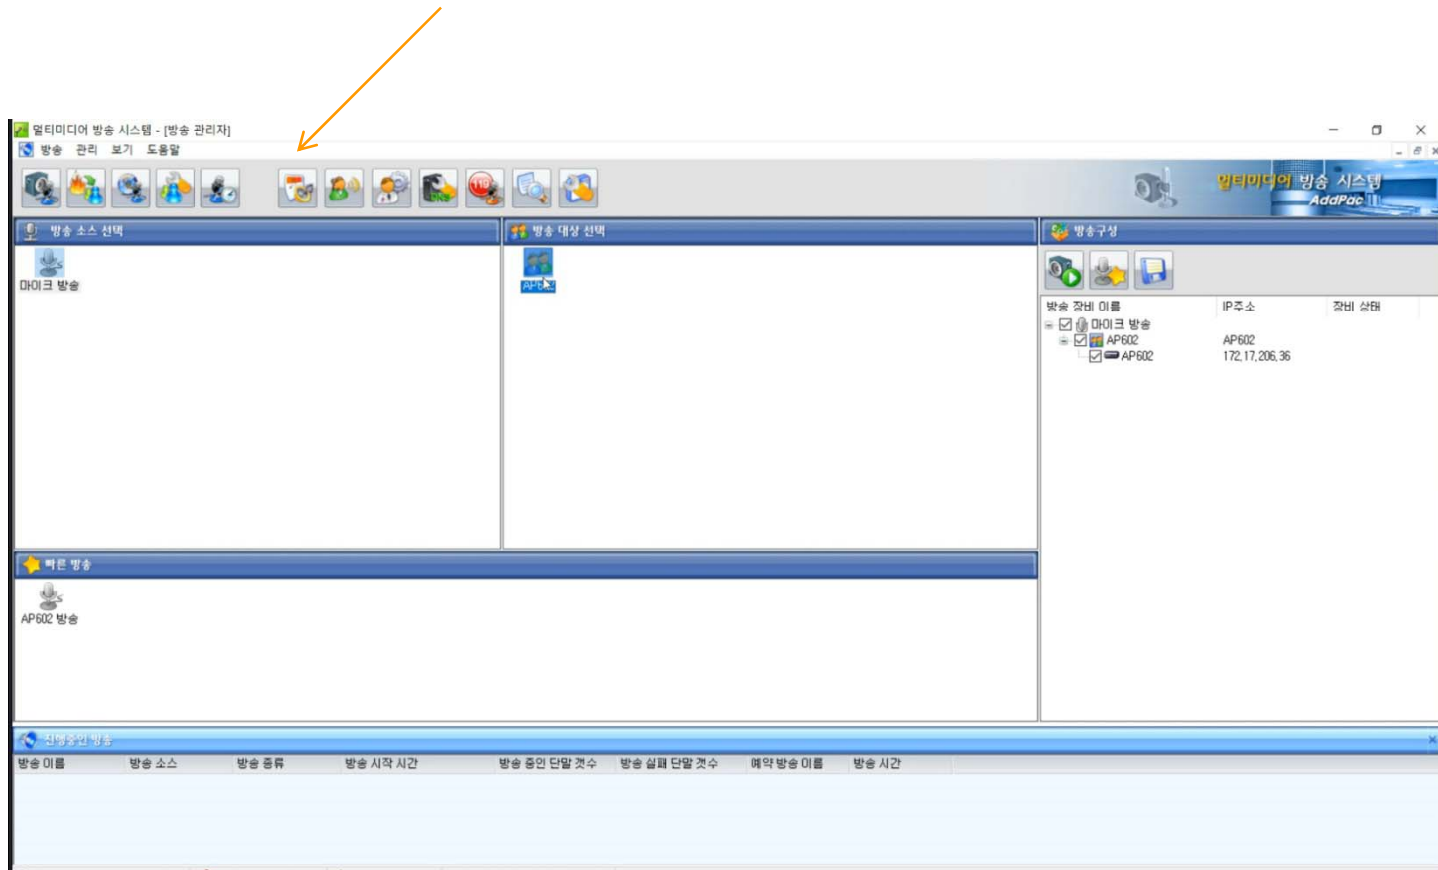 멀티미디어 방송 시스템 - [방송 관리자]
방송 관리 보기 도움말
멀티미디어 방송 시스템
AddPac
방송 소스 선택
방송 대상 선택
방송구성
마이크 방송
AP602
방송 장비 이름 IP주소 장비 상태
마이크 방송
AP602 AP602
AP602 172,17,206,36
빠른 방송
AP602 방송
진행중인 방송
방송 이름 방송 소스 방송 종류 방송 시작 시간 방송 중인 단말 갯수 방송 실패 단말 갯수 예약 방송 이름 방송 시간